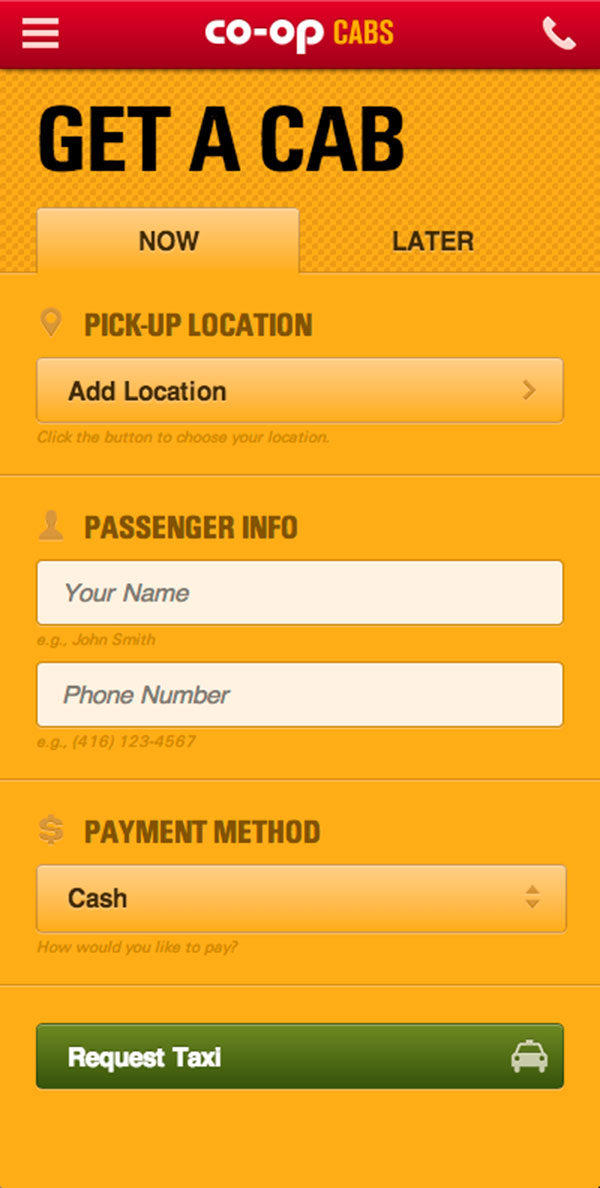 co-op CABS
GET A CAB
NOW LATER
PICK-UP LOCATION
Add Location
Click the button to choose your location.
PASSENGER INFO
Your Name
e.g., John Smith
Phone Number
e.g., (416) 123-4567
PAYMENT METHOD
Cash
How would you like to pay?
Request Taxi